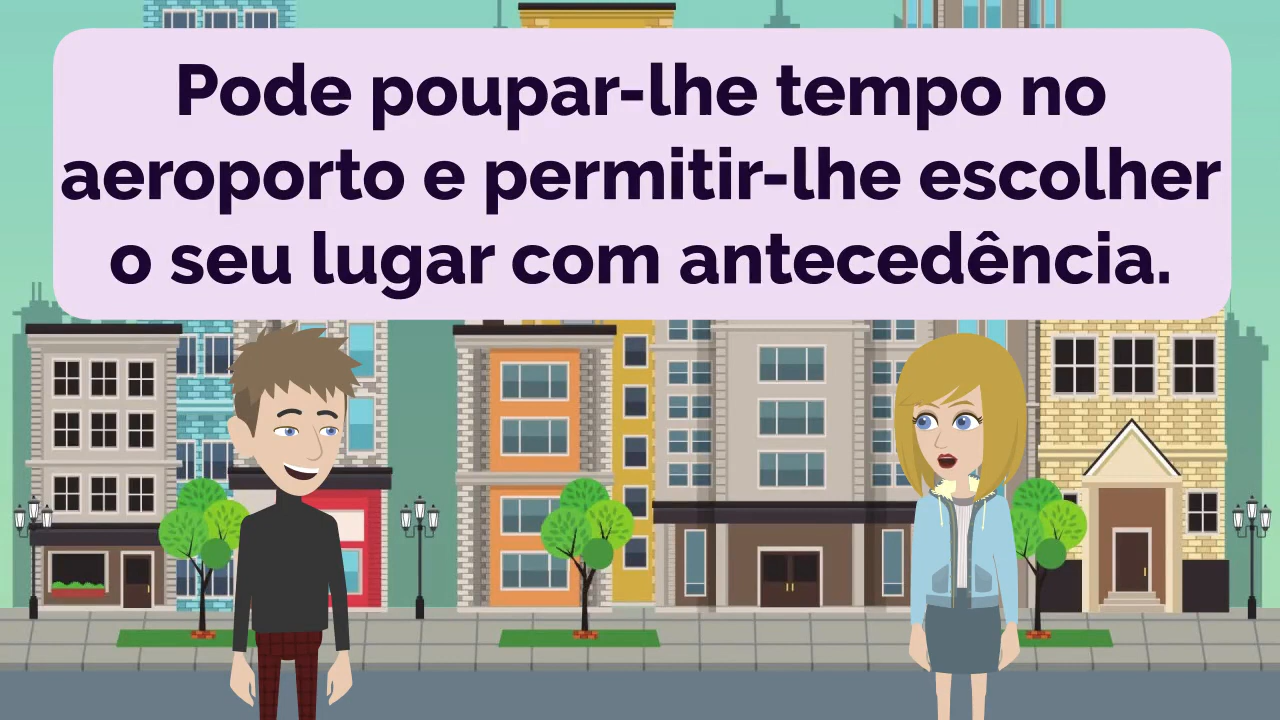 Pode poupar-lhe tempo no
aeroporto e permitir-lhe escolher
o seu lugar com antecedência.